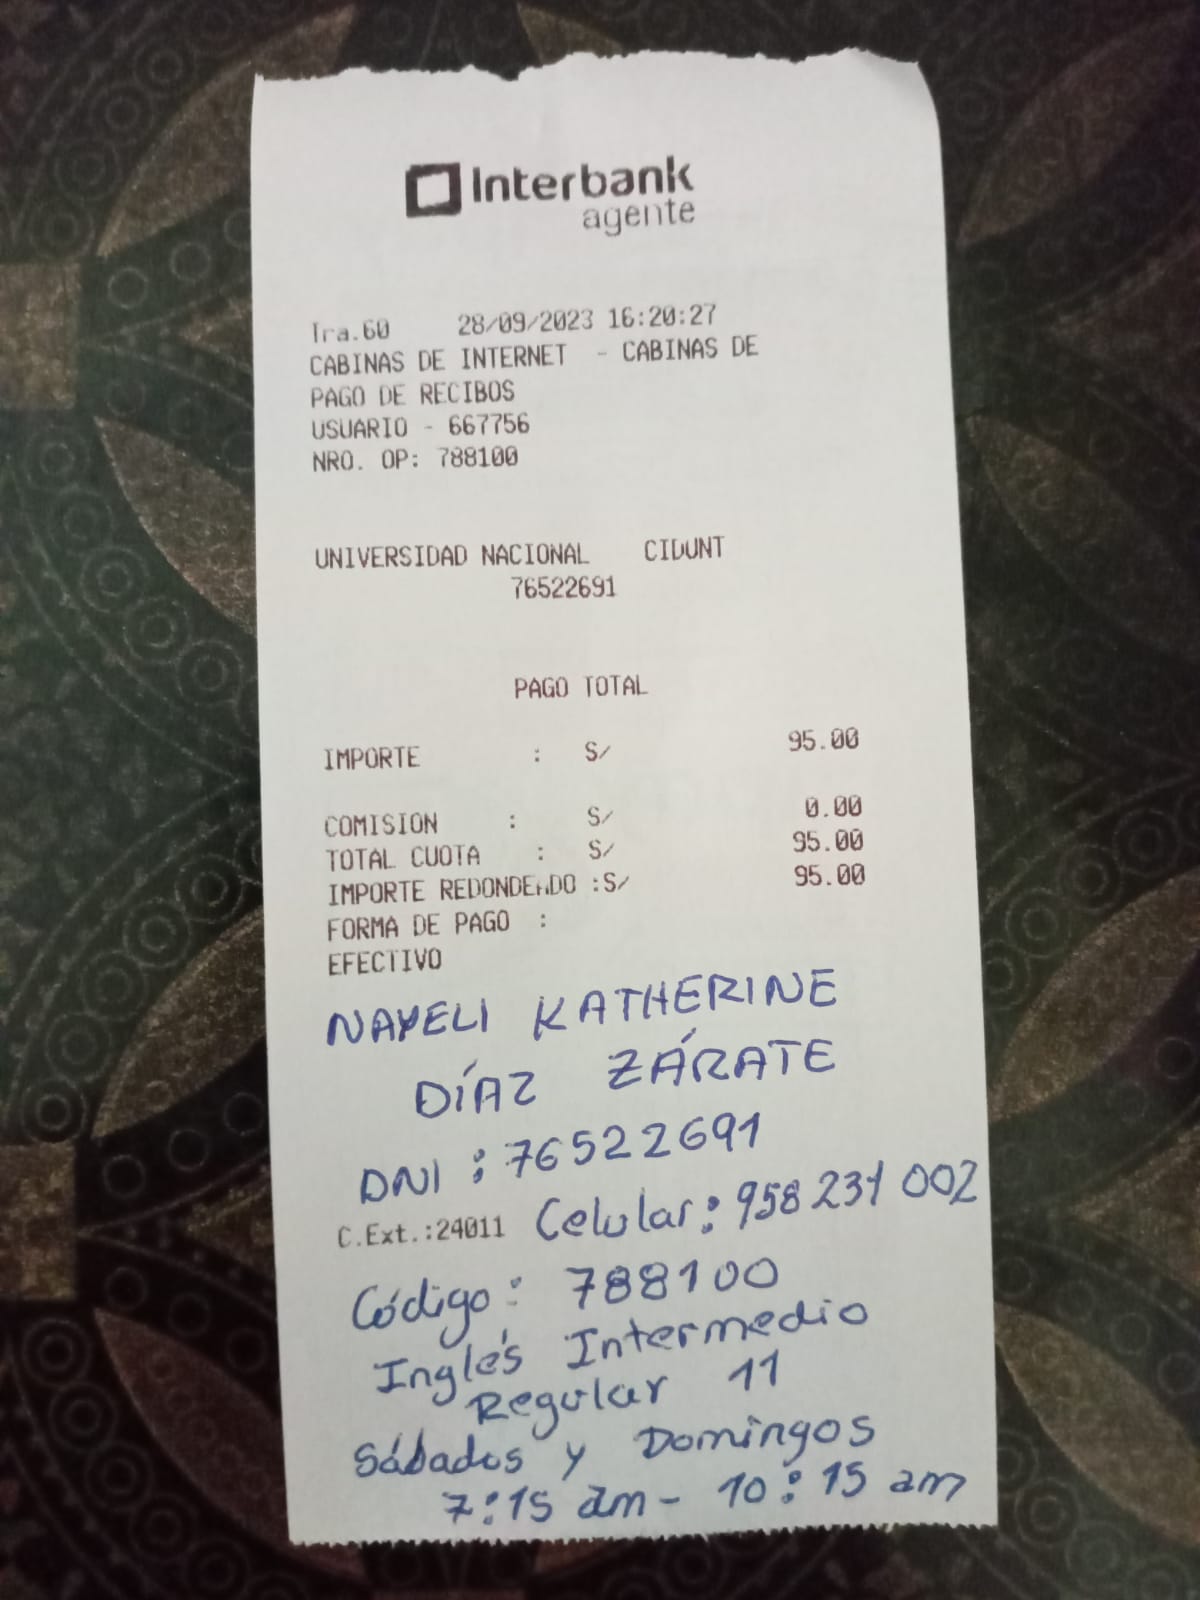 Interbank
agente
Tra.60 28/09/2023 16:20:27
CABINAS DE INTERNET - CABINAS DE
PAGO DE RECIBOS
USUARIO - 667756
NRO. OP: 788100
UNIVERSIDAD NACIONAL CIDUNT
76522691
PAGO TOTAL
IMPORTE : S/ 95.00
COMISION : S/ 0.00
TOTAL CUOTA : S/ 95.00
IMPORTE REDONDEADO :S/ 95.00
FORMA DE PAGO :
EFECTIVO
NAYELI KATHERINE
DÍAZ ZÁRATE
DNI : 76522691
C.Ext.:24011 Celular: 958 231 002
Código: 788100
Inglés Intermedio
Regular 11
Sábados y Domingos
7:15 am - 10:15 am